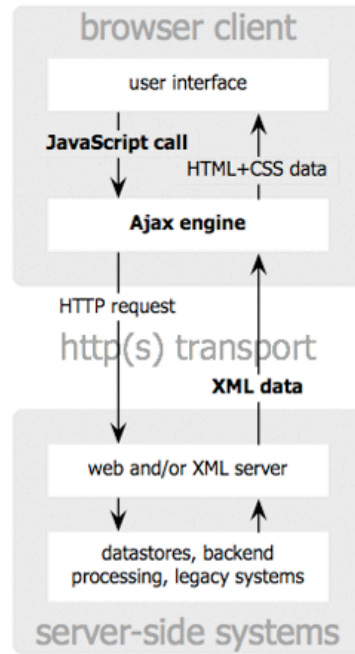 browser client
user interface
JavaScript call
HTML+CSS data
Ajax engine
HTTP request
http(s) transport
XML data
web and/or XML server
datastores, backend
processing, legacy systems
server-side systems